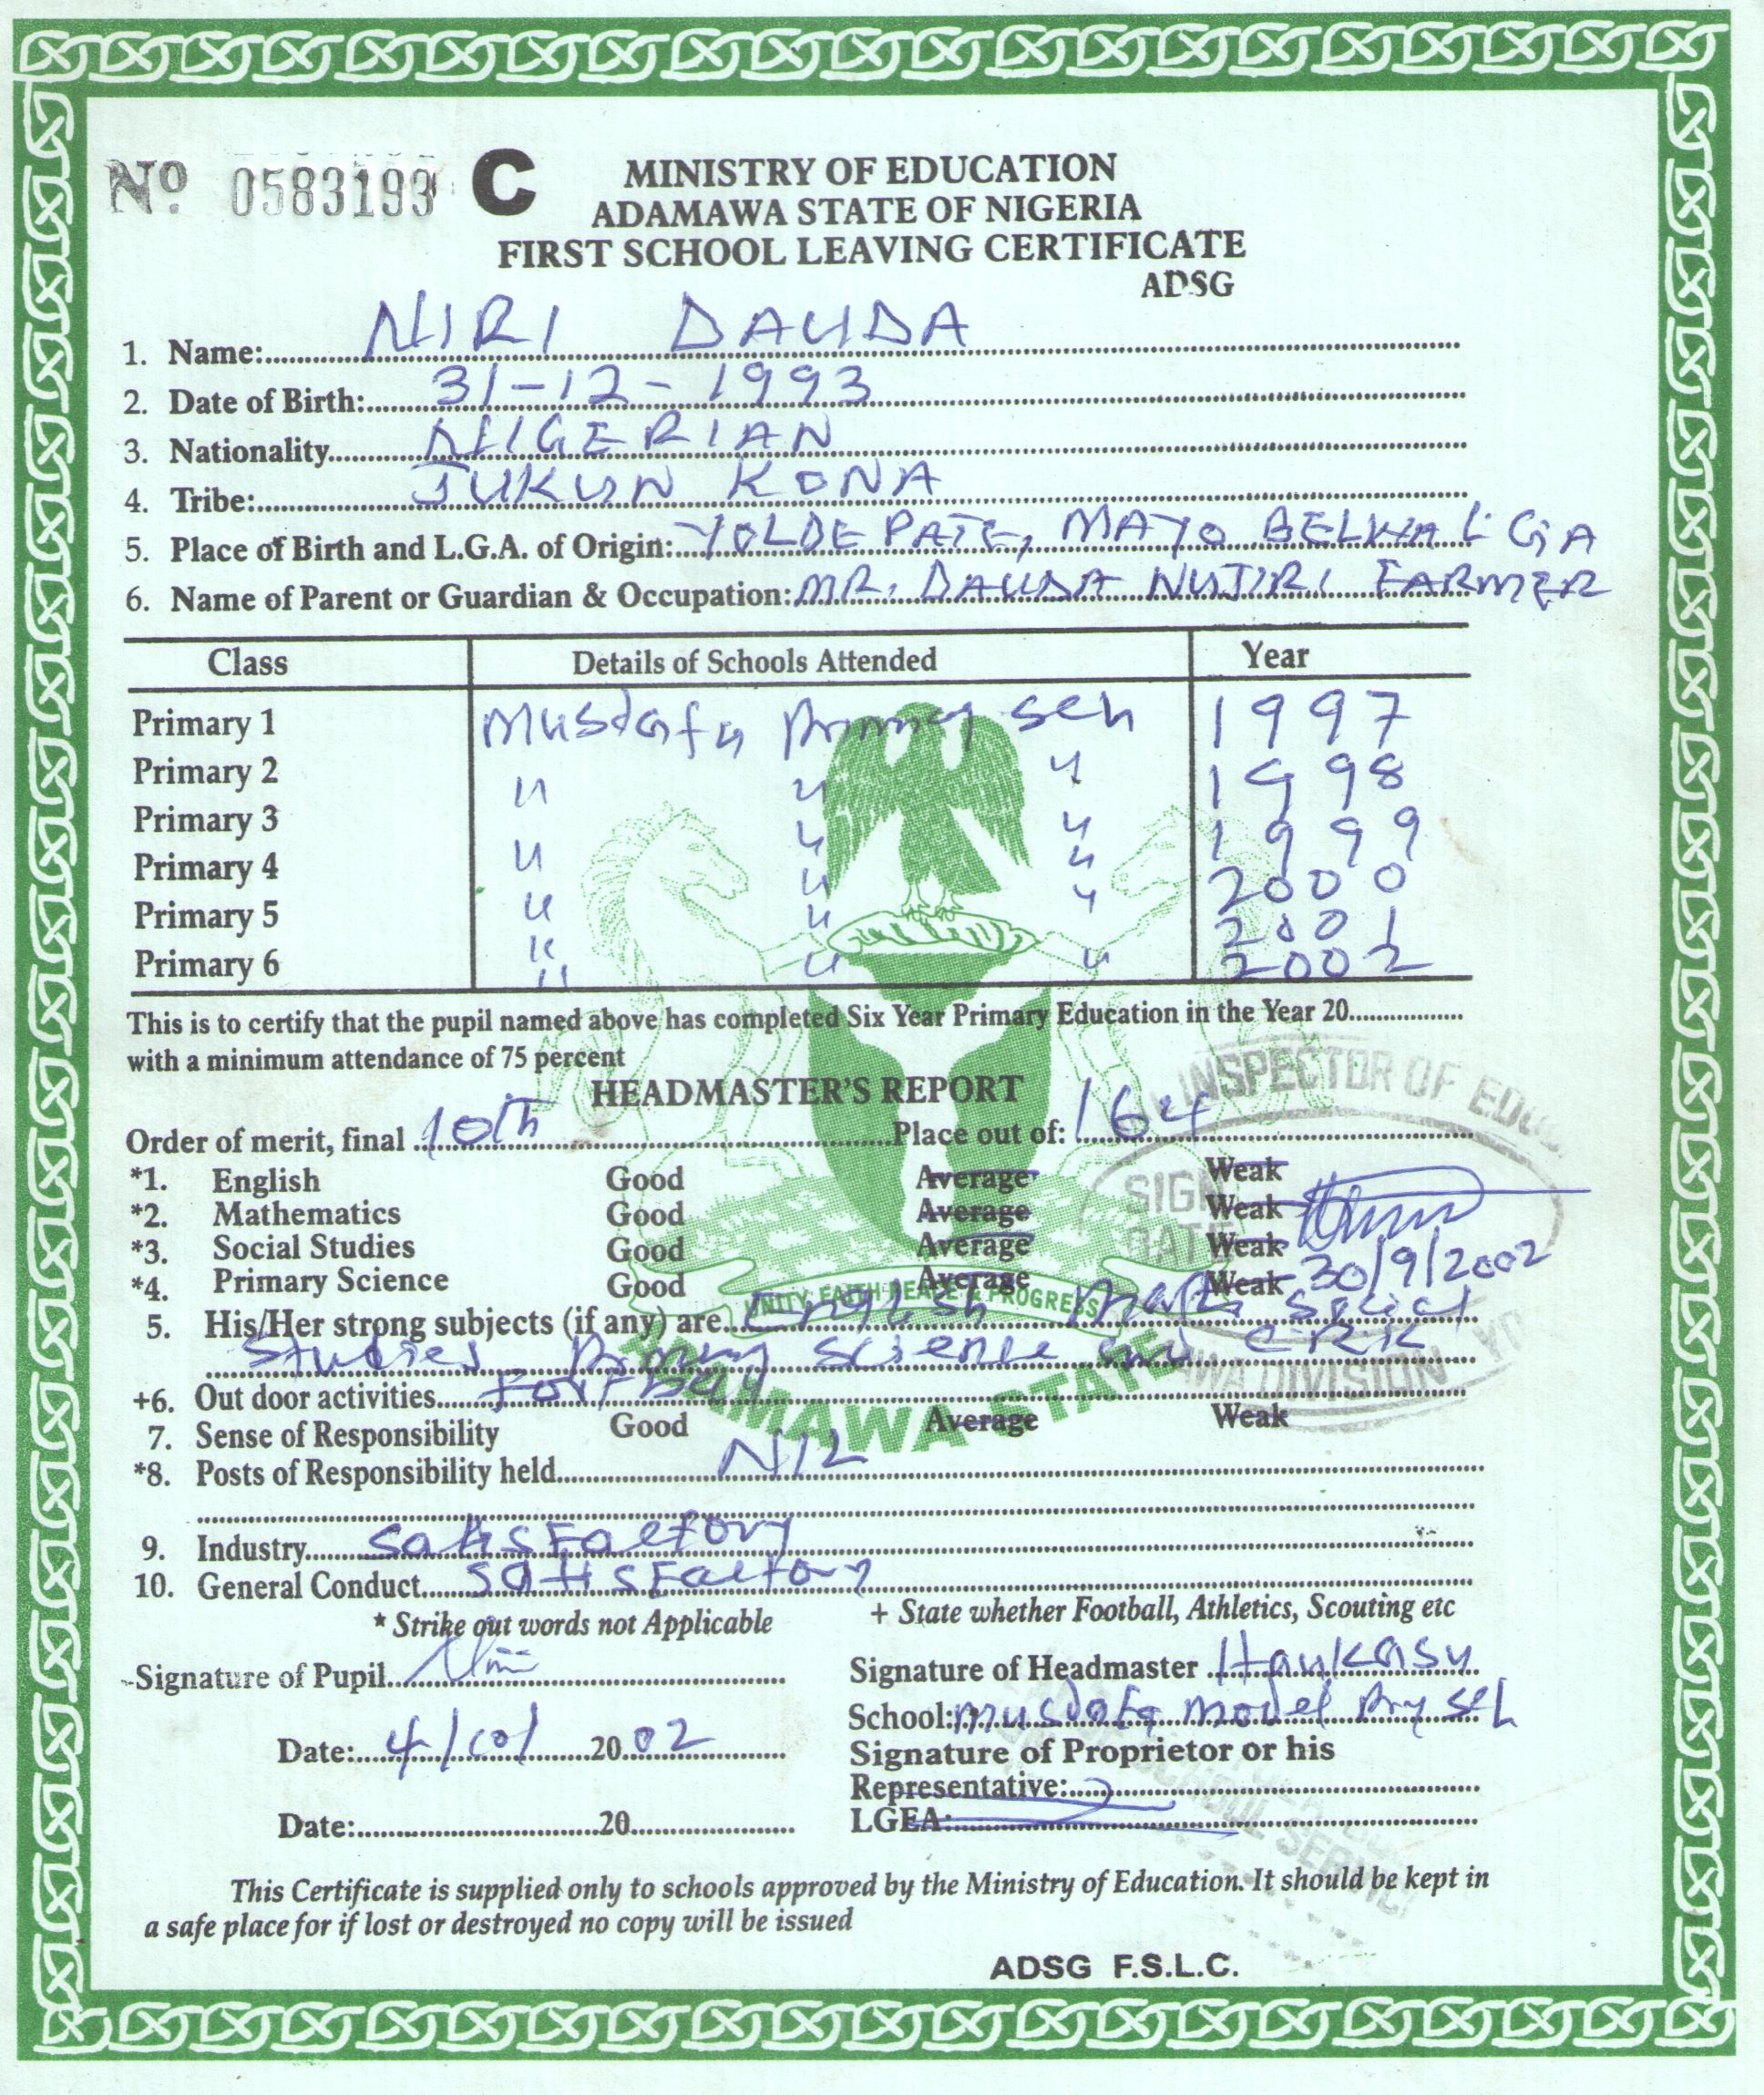 No 0583193 C
MINISTRY OF EDUCATION
ADAMAWA STATE OF NIGERIA
FIRST SCHOOL LEAVING CERTIFICATE
ADSG
1. Name: NIRI DAUDA
2. Date of Birth: 31-12-1993
3. Nationality NIIGERIAN
4. Tribe: JUKUN KONA
5. Place of Birth and L.G.A. of Origin: YOLDE PATE, MAYO BELWA LGA
6. Name of Parent or Guardian & Occupation: MR. DAUDA NUJIRI FARMER
Class Details of Schools Attended Year
Primary 1 Mustafa Primary Sch 1997
Primary 2 " " " 1998
Primary 3 " " " 1999
Primary 4 " " " 2000
Primary 5 " " " 2001
Primary 6 " " " 2002
This is to certify that the pupil named above has completed Six Year Primary Education in the Year 20
with a minimum attendance of 75 percent
HEADMASTER'S REPORT
Order of merit, final 10th Place out of: 164
*1. English Good Average Weak
*2. Mathematics Good Average Weak
*3. Social Studies Good Average Weak
*4. Primary Science Good Average Weak
INSPECTOR OF
SIGN
DATE
30/9/2002
DIVISION
UNITY FAITH PEACE & PROGRESS
ADAMAWA STATE
5. His/Her strong subjects (if any) are English Maths Social
Studies Primary Science and CRK
+6. Out door activities Football
7. Sense of Responsibility Good Average Weak
*8. Posts of Responsibility held NIL
9. Industry Satisfactory
10. General Conduct Satisfactory
* Strike out words not Applicable + State whether Football, Athletics, Scouting etc
Signature of Pupil Niri
Signature of Headmaster Haukasu
School: Mustafa Model Pry Sch
Date: 4/10/ 20 02
Signature of Proprietor or his
Representative:
Date: 20
LGEA:
This Certificate is supplied only to schools approved by the Ministry of Education. It should be kept in
a safe place for if lost or destroyed no copy will be issued
ADSG F.S.L.C.